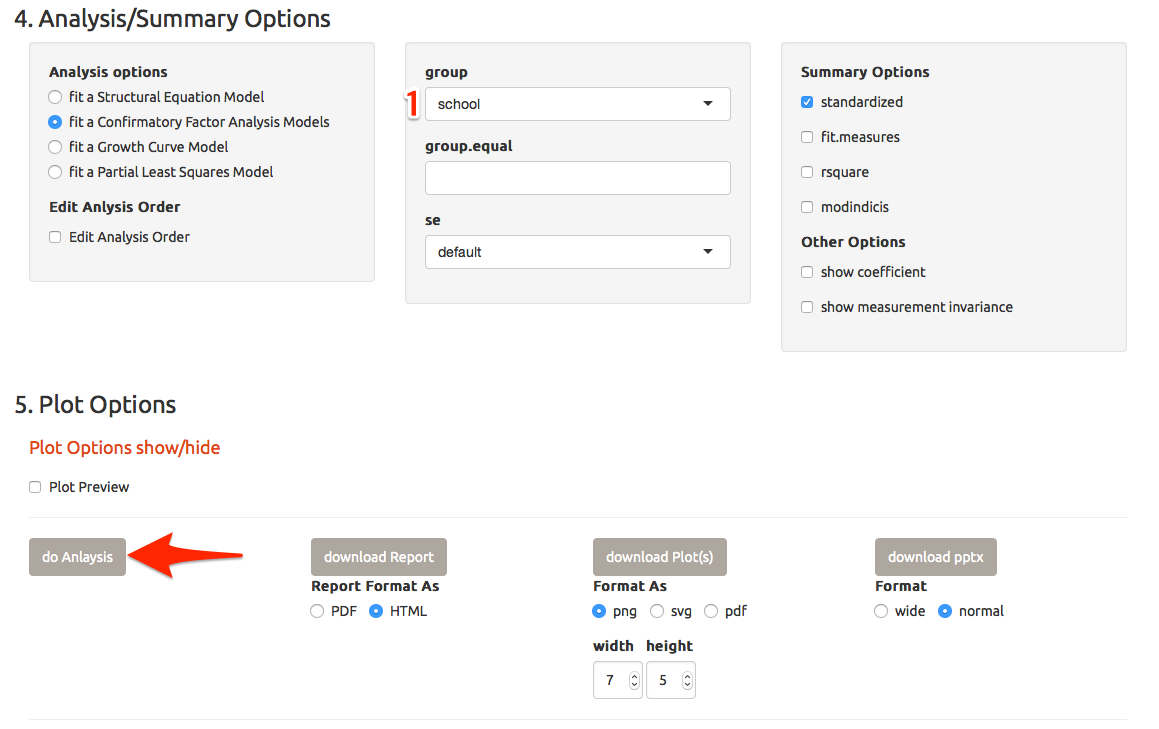 4. Analysis/Summary Options
Analysis options
fit a Structural Equation Model
fit a Confirmatory Factor Analysis Models
fit a Growth Curve Model
fit a Partial Least Squares Model
Edit Anlysis Order
Edit Analysis Order
group
1
school
group.equal
se
default
Summary Options
standardized
fit.measures
rsquare
modindicis
Other Options
show coefficient
show measurement invariance
5. Plot Options
Plot Options show/hide
Plot Preview
do Anlaysis
download Report
Report Format As
PDF HTML
download Plot(s)
Format As
png svg pdf
width height
7 5
download pptx
Format
wide normal